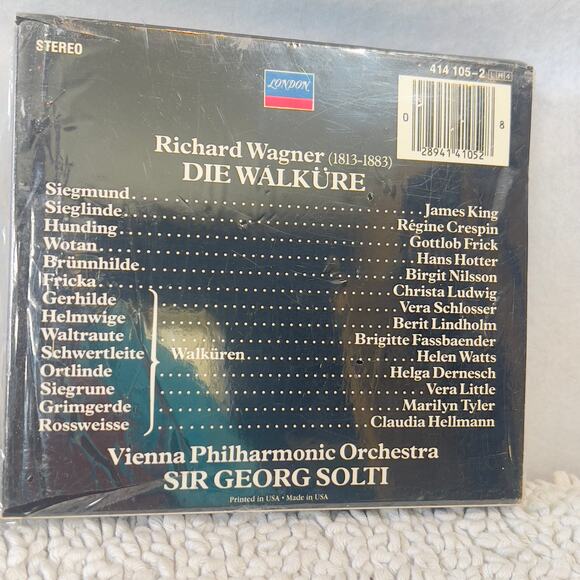 STEREO
LONDON
414 105-2 LH4
0 28941 41052 8
Richard Wagner (1813-1883)
DIE WALKÜRE
Siegmund James King
Sieglinde Régine Crespin
Hunding Gottlob Frick
Wotan Hans Hotter
Brünnhilde Birgit Nilsson
Fricka Christa Ludwig
Gerhilde Vera Schlosser
Helmwige Berit Lindholm
Waltraute Brigitte Fassbaender
Schwertleite Walküren Helen Watts
Ortlinde Helga Dernesch
Siegrune Vera Little
Grimgerde Marilyn Tyler
Rossweisse Claudia Hellmann
Vienna Philharmonic Orchestra
SIR GEORG SOLTI
Printed in USA • Made in USA